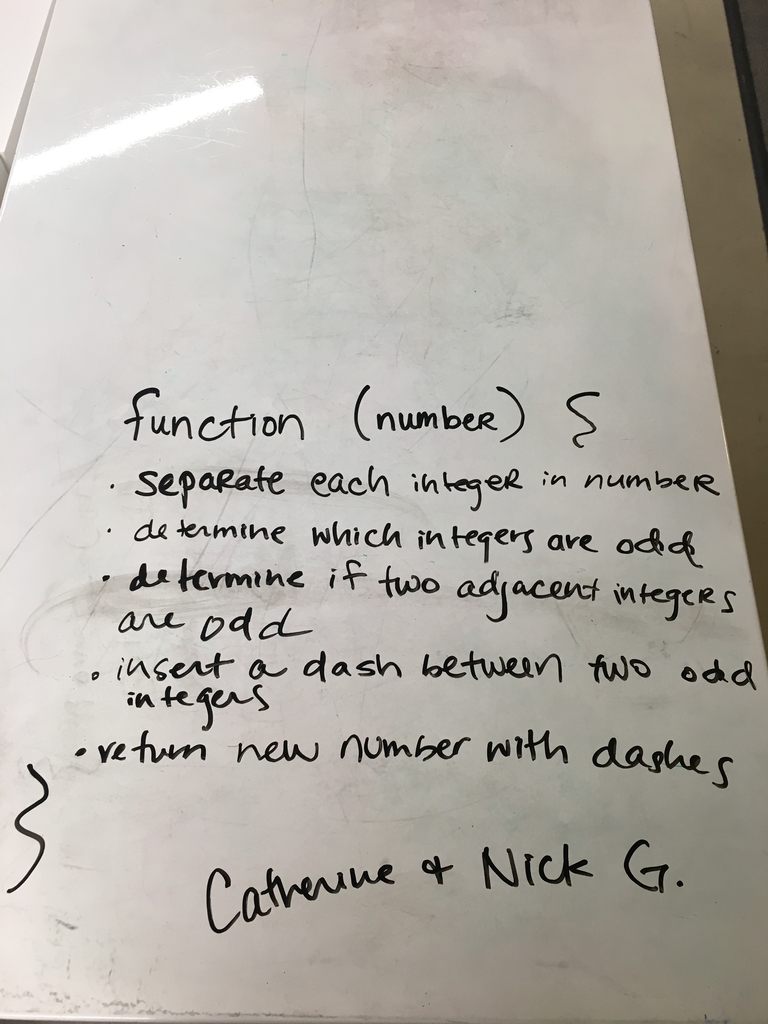 function (number) {
· separate each integer in number
· determine which integers are odd
· determine if two adjacent integers
are odd
· insert a dash between two odd
integers
· return new number with dashes
}
Catherine & Nick G.